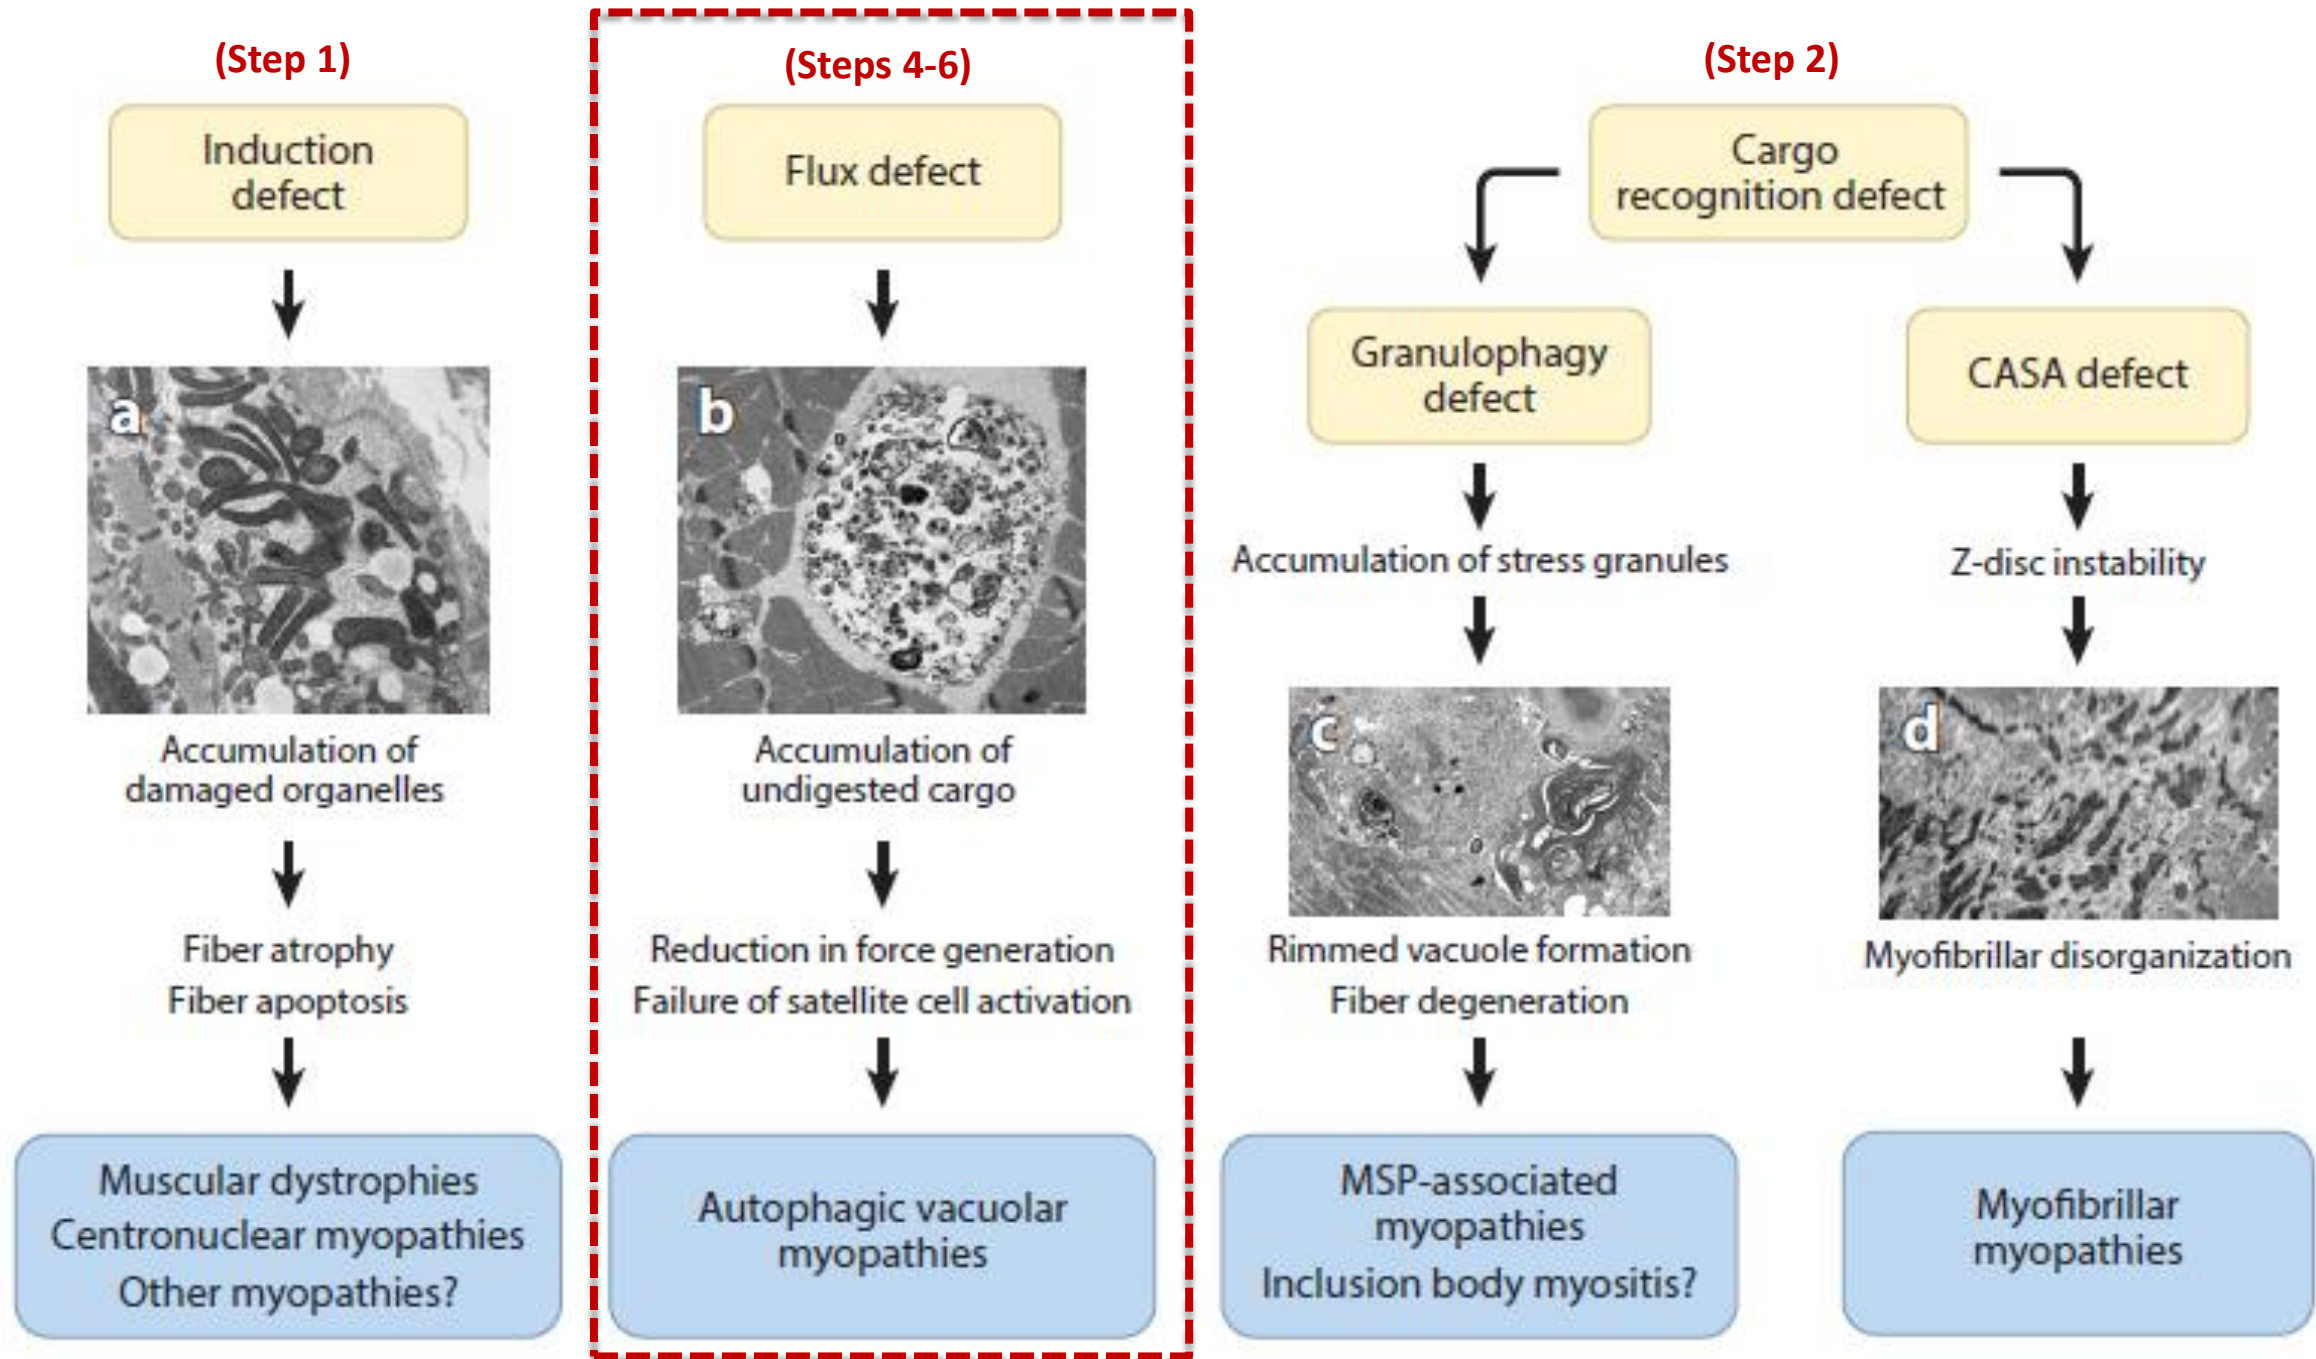 (Step 1)
Induction
defect
a
Accumulation of
damaged organelles
Fiber atrophy
Fiber apoptosis
Muscular dystrophies
Centronuclear myopathies
Other myopathies?
(Steps 4-6)
Flux defect
b
Accumulation of
undigested cargo
Reduction in force generation
Failure of satellite cell activation
Autophagic vacuolar
myopathies
(Step 2)
Cargo
recognition defect
Granulophagy
defect
Accumulation of stress granules
c
Rimmed vacuole formation
Fiber degeneration
MSP-associated
myopathies
Inclusion body myositis?
CASA defect
Z-disc instability
d
Myofibrillar disorganization
Myofibrillar
myopathies